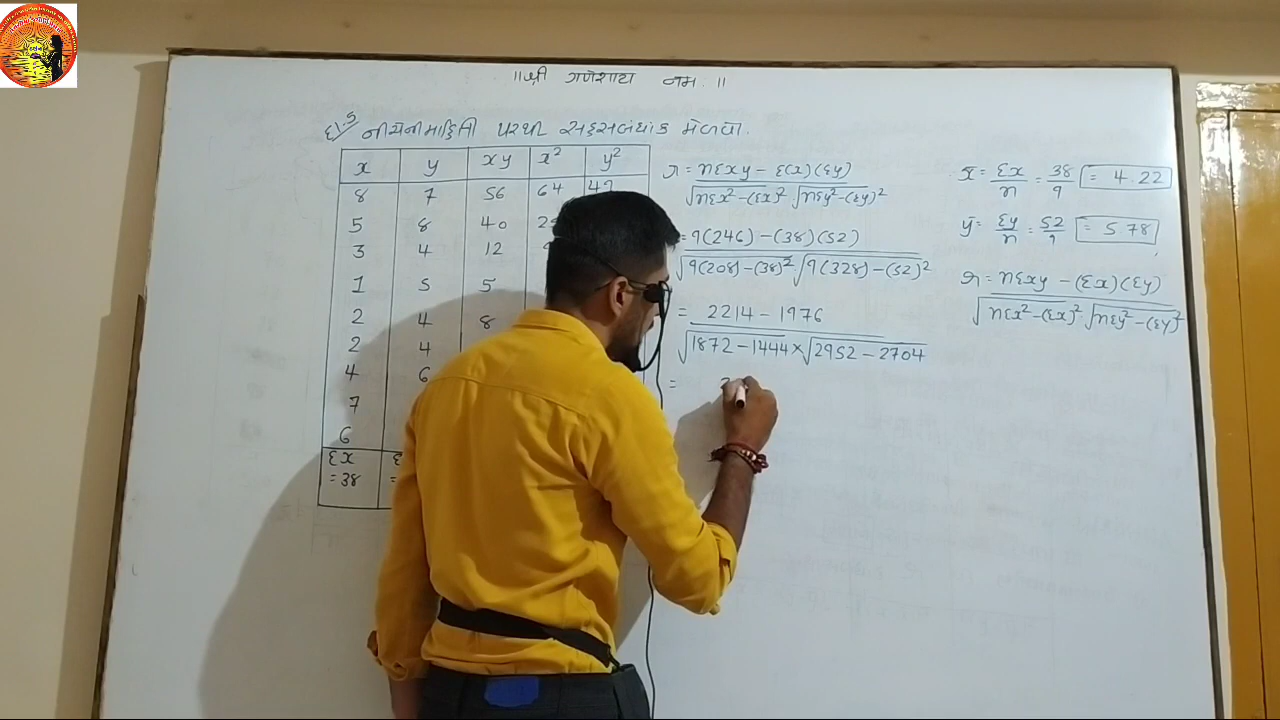 ॥શ્રી ગણેશાય નમઃ॥
દા.5 નીચેની માહિતી પરથી સહસંબંધાંક મેળવો.
x y xy x² y²
8 7 56 64 49
5 8 40
3 4 12
1 5 5
2 4 8
2 4
4 6
7
6
Σx
=38
r = nΣxy - Σ(x)(Σy)
√nΣx²-(Σx)² √nΣy²-(Σy)²
= 9(246) - (38)(52)
√9(208)-(38)² √9(328)-(52)²
= 2214 - 1976
√1872-1444 × √2952-2704
=
x̄ = Σx/n = 38/9 = 4.22
ȳ = Σy/n = 52/9 = 5.78
r = nΣxy - (Σx)(Σy)
√nΣx²-(Σx)² √nΣy²-(Σy)²